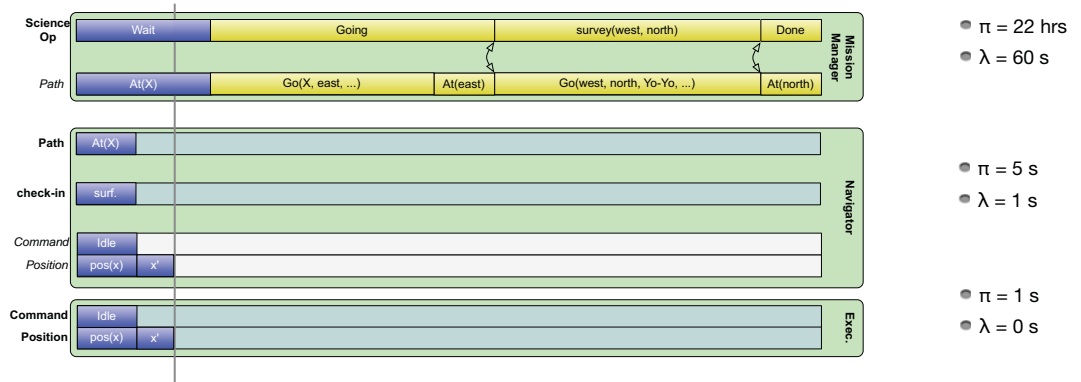 Science Op
Wait
Going
survey(west, north)
Done
Path
At(X)
Go(X, east, ...)
At(east)
Go(west, north, Yo-Yo, ...)
At(north)
Mission Manager
π = 22 hrs
λ = 60 s
Path
At(X)
check-in
surf.
Command
Idle
Position
pos(x)
x'
Navigator
π = 5 s
λ = 1 s
Command
Idle
Position
pos(x)
x'
Exec.
π = 1 s
λ = 0 s